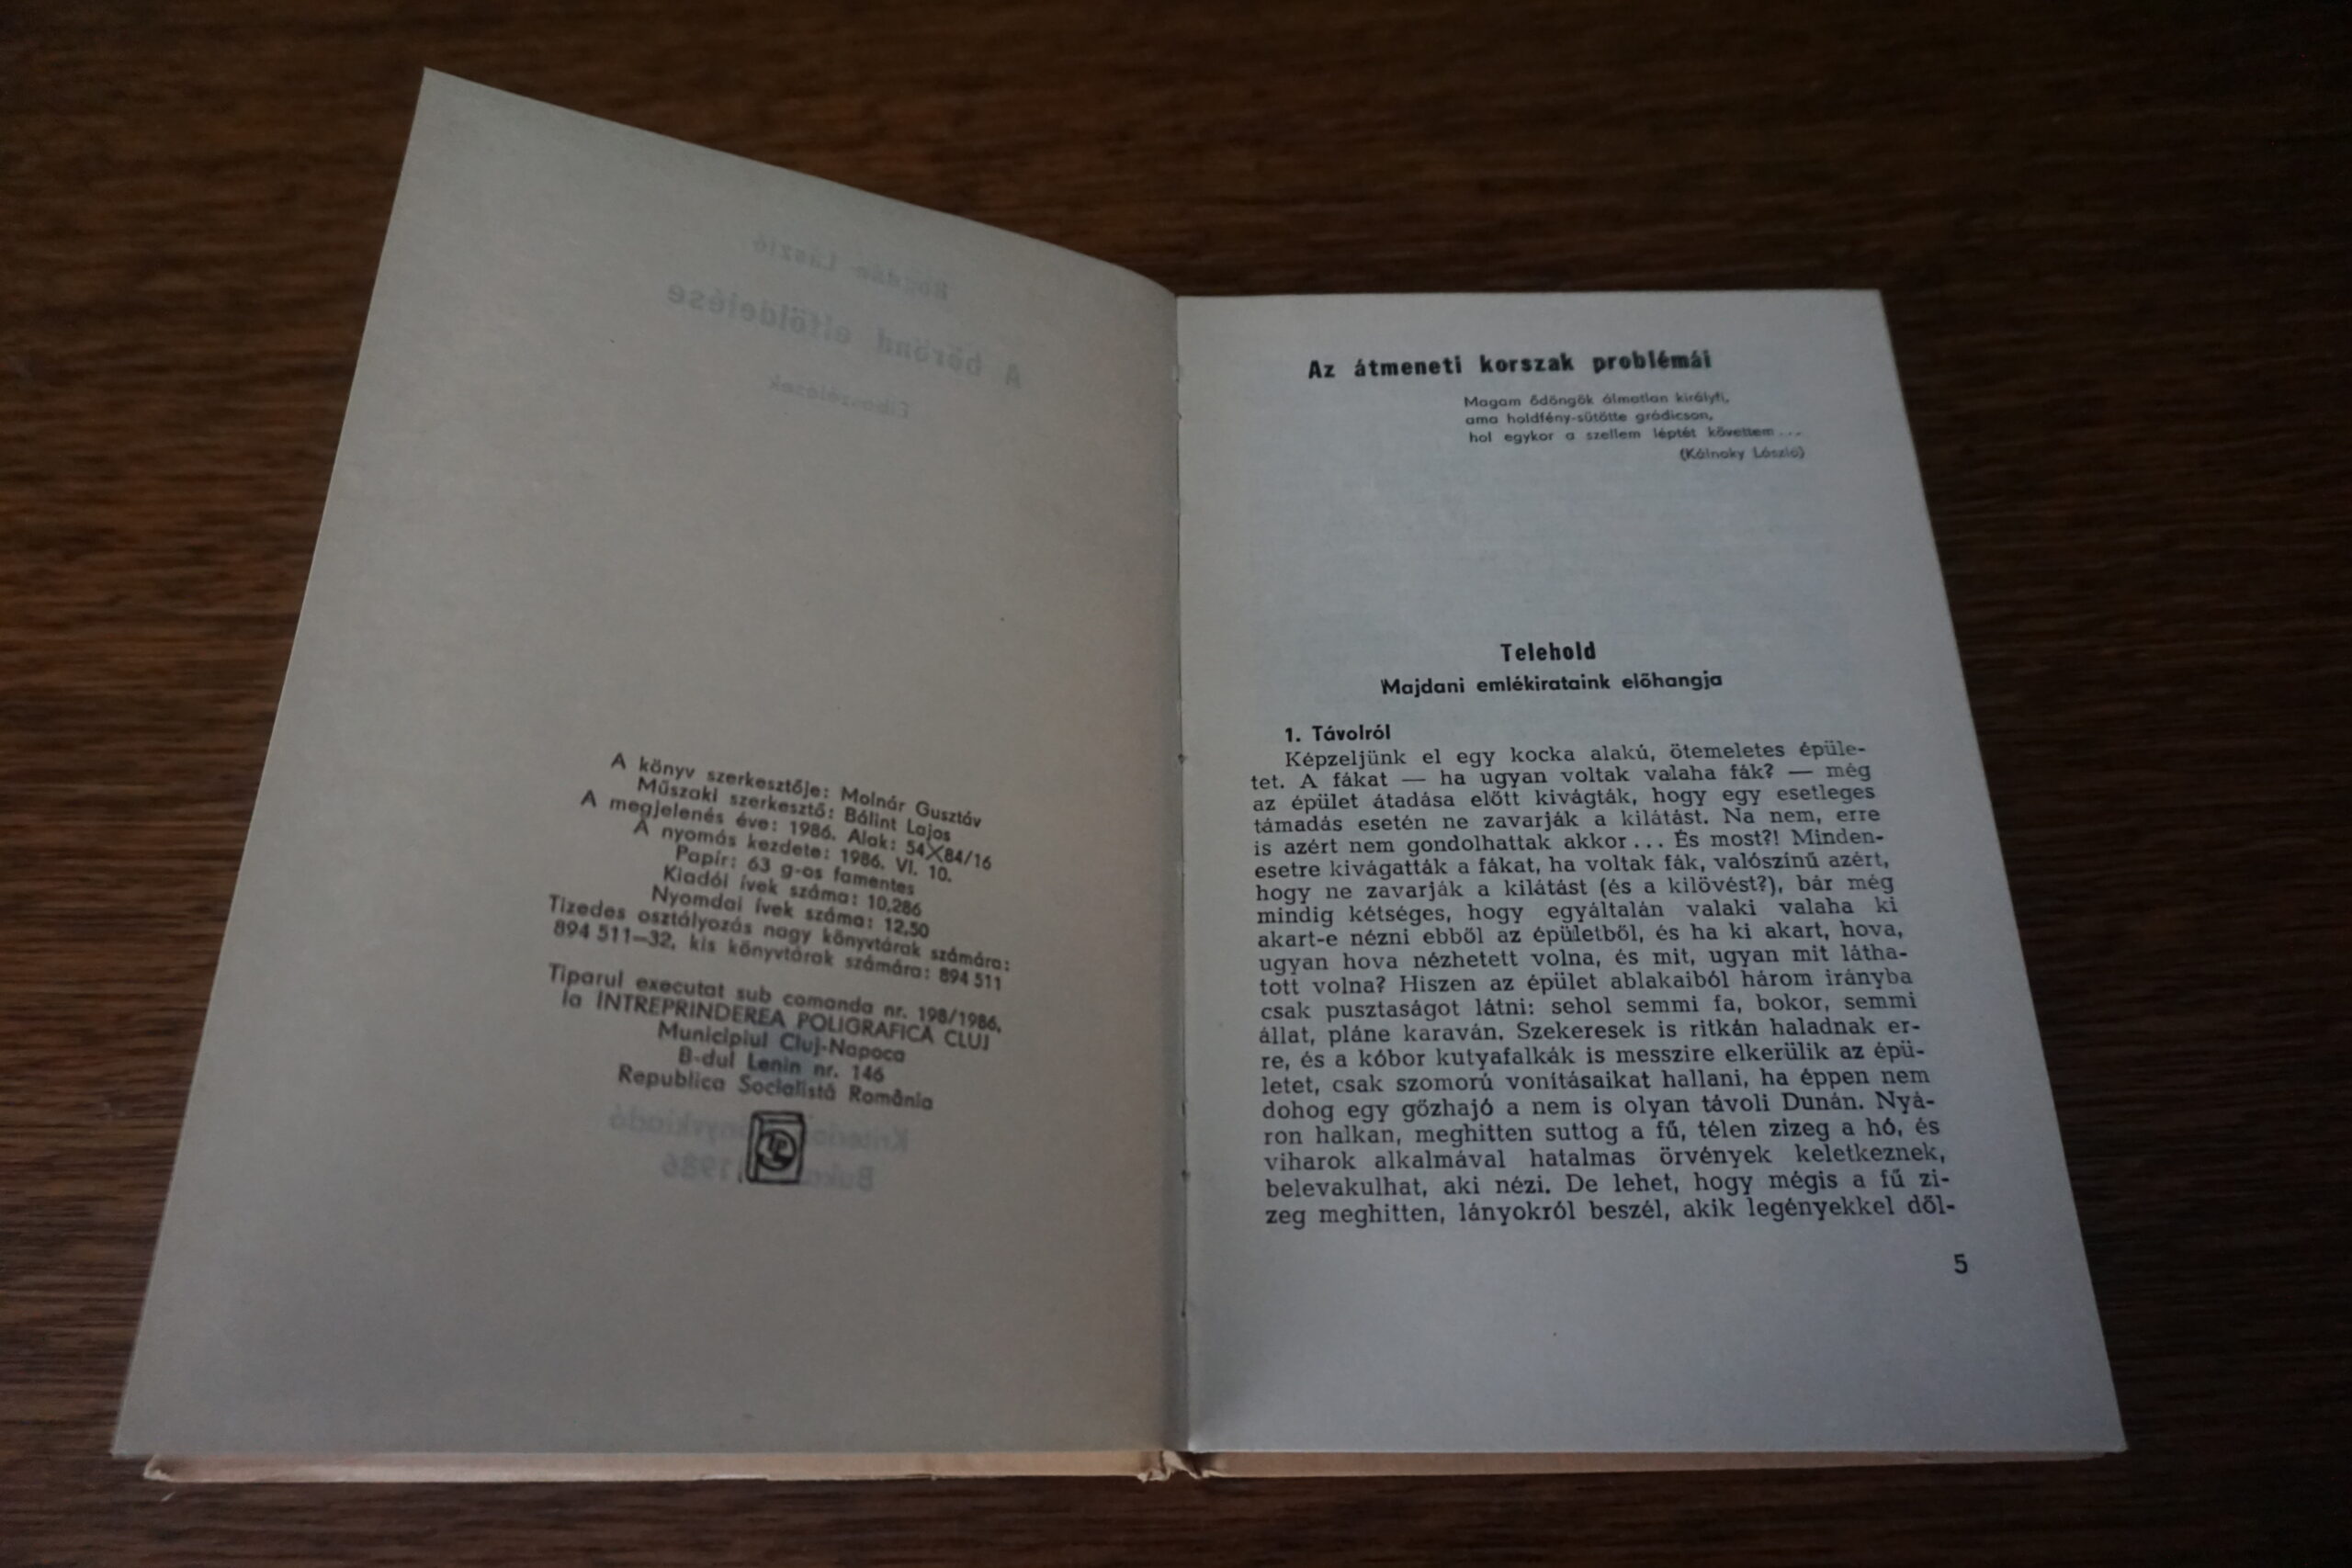 A könyv szerkesztője: Molnár Gusztáv
Műszaki szerkesztő: Bálint Lajos
A megjelenés éve: 1986. Alak: 54×84/16
A nyomás kezdete: 1986. VI. 10.
Papír: 63 g-os famentes
Kiadói ívek száma: 10,286
Nyomdai ívek száma: 12,50
Tizedes osztályozás nagy könyvtárak számára:
894 511—32, kis könyvtárak számára: 894 511
Tiparul executat sub comanda nr. 198/1986,
la INTREPRINDEREA POLIGRAFICĂ CLUJ
Municipiul Cluj-Napoca
B-dul Lenin nr. 146
Republica Socialistă România
Az átmeneti korszak problémái
Magam ődöngök álmatlan királyfi,
ama holdfény-sütötte grádicson,
hol egykor a szellem léptét követtem ...
(Kálnoky László)
Telehold
Majdani emlékirataink előhangja
1. Távolról
Képzeljünk el egy kocka alakú, ötemeletes épüle-
tet. A fákat — ha ugyan voltak valaha fák? — még
az épület átadása előtt kivágták, hogy egy esetleges
támadás esetén ne zavarják a kilátást. Na nem, erre
is azért nem gondolhattak akkor... És most?! Minden-
esetre kivágatták a fákat, ha voltak fák, valószínű azért,
hogy ne zavarják a kilátást (és a kilövést?), bár még
mindig kétséges, hogy egyáltalán valaki valaha ki
akart-e nézni ebből az épületből, és ha ki akart, hova,
ugyan hova nézhetett volna, és mit, ugyan mit látha-
tott volna? Hiszen az épület ablakaiból három irányba
csak pusztaságot látni: sehol semmi fa, bokor, semmi
állat, pláne karaván. Szekeresek is ritkán haladnak er-
re, és a kóbor kutyafalkák is messzire elkerülik az épü-
letet, csak szomorú vonításaikat hallani, ha éppen nem
dohog egy gőzhajó a nem is olyan távoli Dunán. Nyá-
ron halkan, meghitten suttog a fű, télen zizeg a hó, és
viharok alkalmával hatalmas örvények keletkeznek,
belevakulhat, aki nézi. De lehet, hogy mégis a fű zi-
zeg meghitten, lányokról beszél, akik legényekkel dől-
5